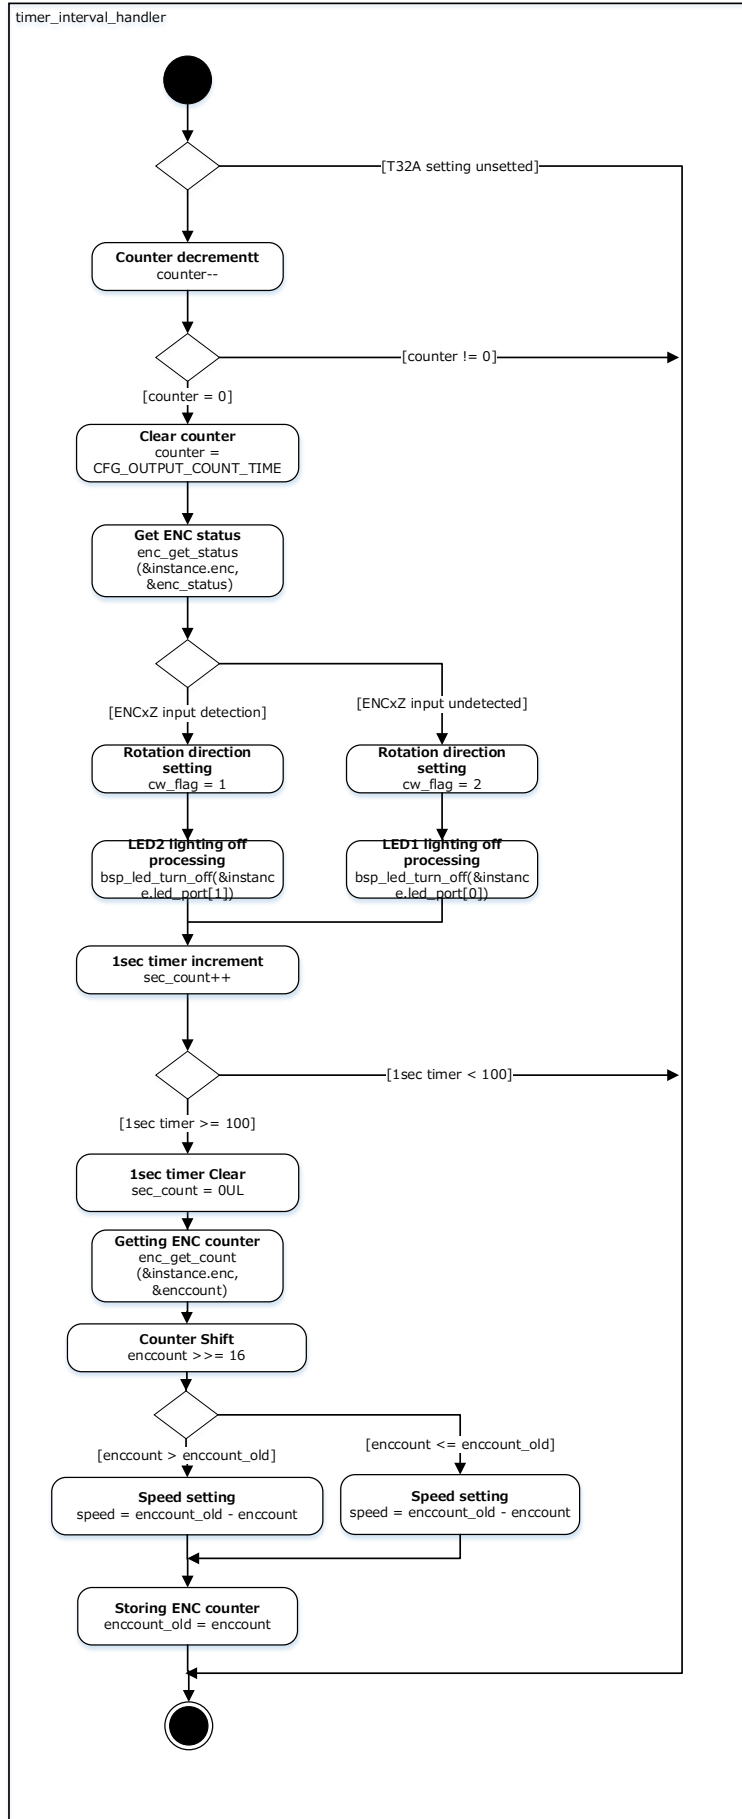 timer_interval_handler
[T32A setting unsetted]
Counter decrementt
counter--
[counter != 0]
[counter = 0]
Clear counter
counter =
CFG_OUTPUT_COUNT_TIME
Get ENC status
enc_get_status
(&instance.enc,
&enc_status)
[ENCxZ input detection]
[ENCxZ input undetected]
Rotation direction
setting
cw_flag = 1
Rotation direction
setting
cw_flag = 2
LED2 lighting off
processing
bsp_led_turn_off(&instanc
e.led_port[1])
LED1 lighting off
processing
bsp_led_turn_off(&instanc
e.led_port[0])
1sec timer increment
sec_count++
[1sec timer < 100]
[1sec timer >= 100]
1sec timer Clear
sec_count = 0UL
Getting ENC counter
enc_get_count
(&instance.enc,
&enccount)
Counter Shift
enccount >>= 16
[enccount > enccount_old]
[enccount <= enccount_old]
Speed setting
speed = enccount_old - enccount
Speed setting
speed = enccount_old - enccount
Storing ENC counter
enccount_old = enccount